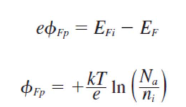 eϕ_Fp = E_Fi − E_F
ϕ_Fp = + kT/e ln (N_a/n_i)